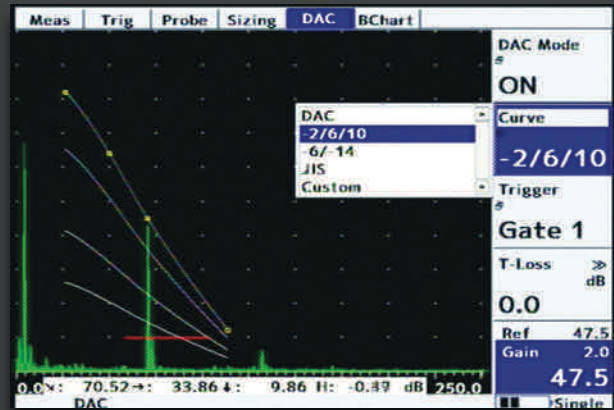 Meas Trig Probe Sizing DAC BChart
DAC Mode
ON
Curve
-2/6/10
Trigger
Gate 1
T-Loss
dB
0.0
Ref 47.5
Gain 2.0
47.5
Single
DAC
-2/6/10
-6/-14
JIS
Custom
0.0 : 70.52 : 33.86 : 9.86 H: dB 250.0
DAC